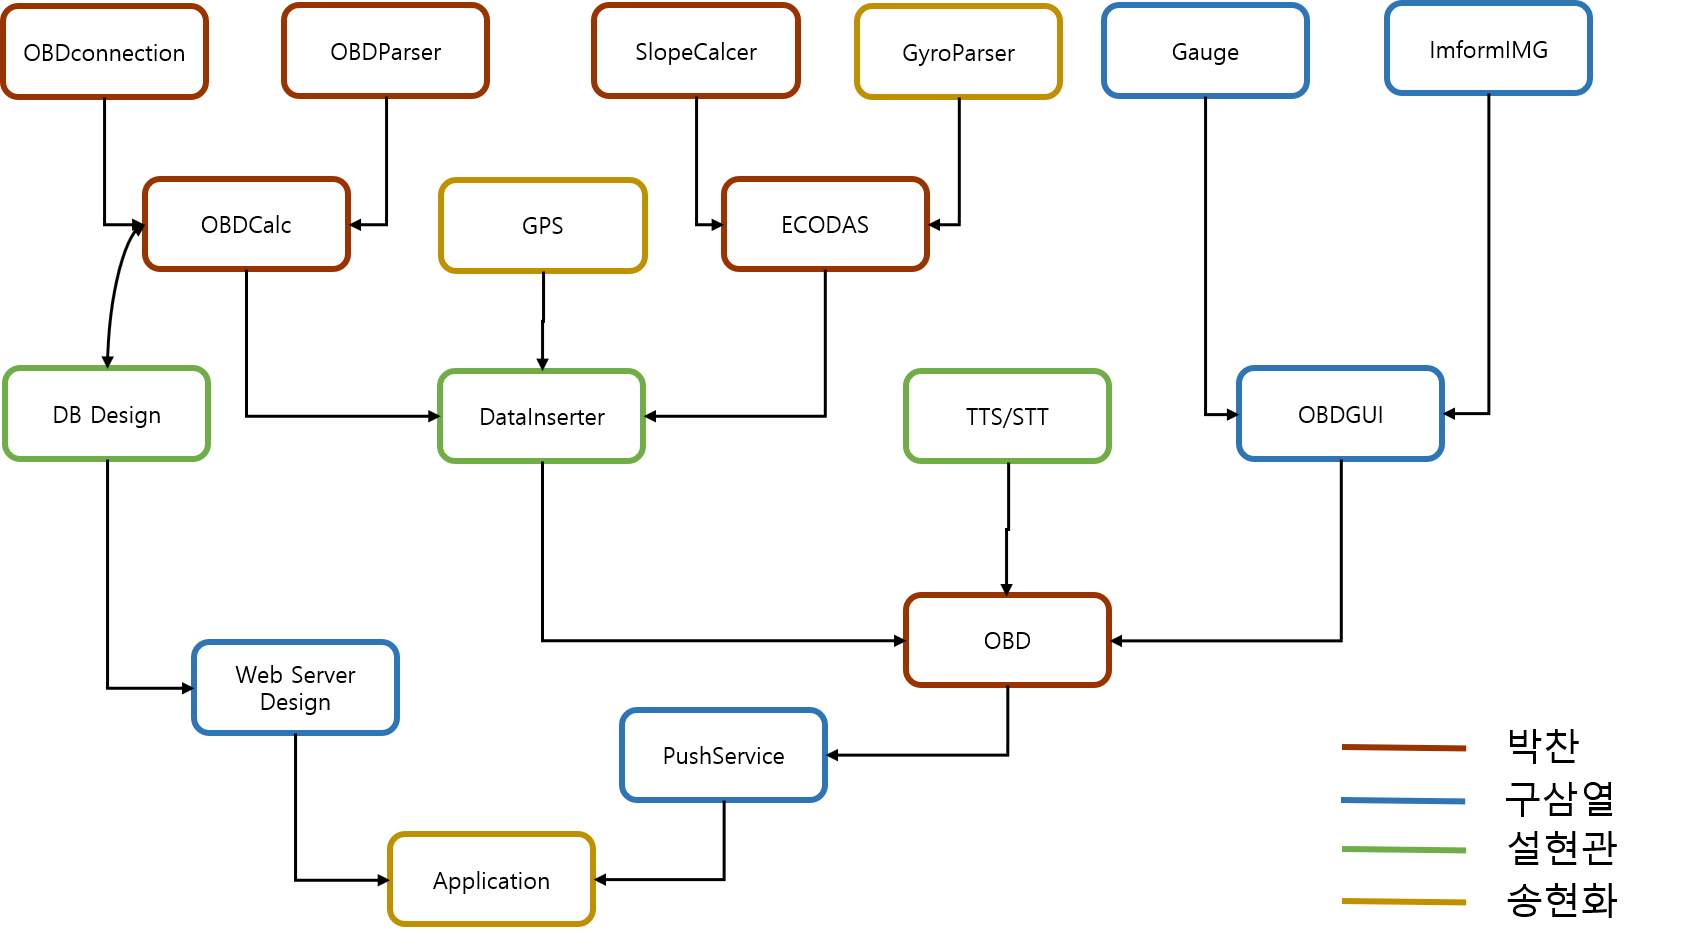 OBDconnection
OBDParser
SlopeCalcer
GyroParser
Gauge
ImformIMG
OBDCalc
GPS
ECODAS
DB Design
DataInserter
TTS/STT
OBDGUI
OBD
Web Server
Design
PushService
Application
박찬
구삼열
설현관
송현화